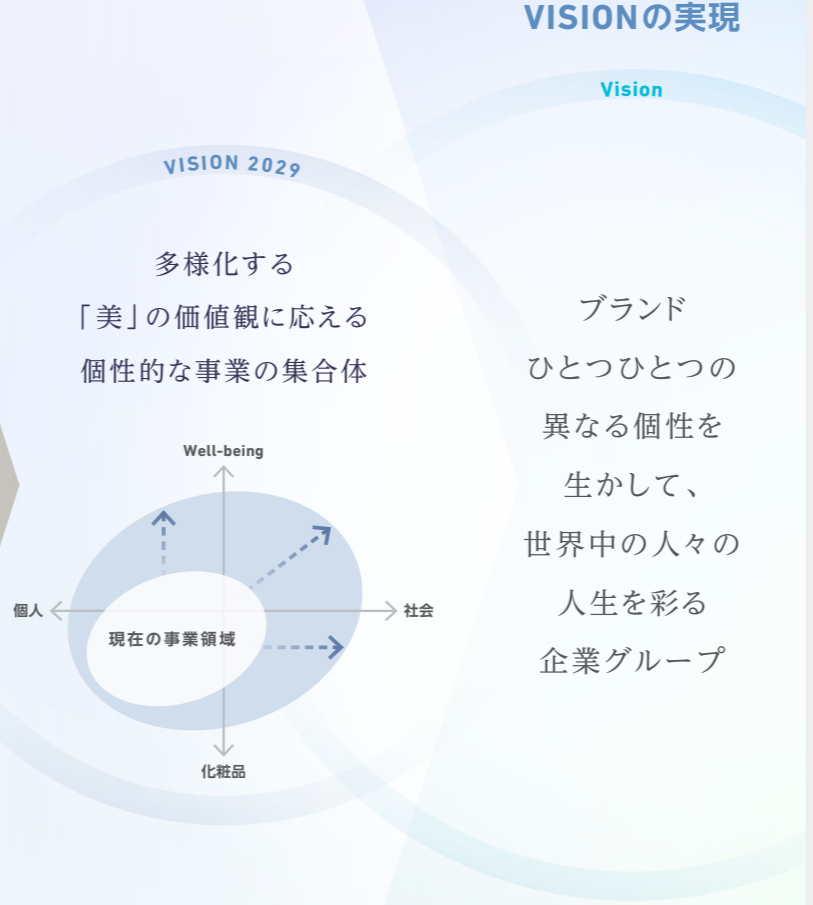 VISIONの実現
Vision
VISION 2029
多様化する
「美」の価値観に応える
個性的な事業の集合体
Well-being
個人
社会
現在の事業領域
化粧品
ブランド
ひとつひとつの
異なる個性を
生かして、
世界中の人々の
人生を彩る
企業グループ